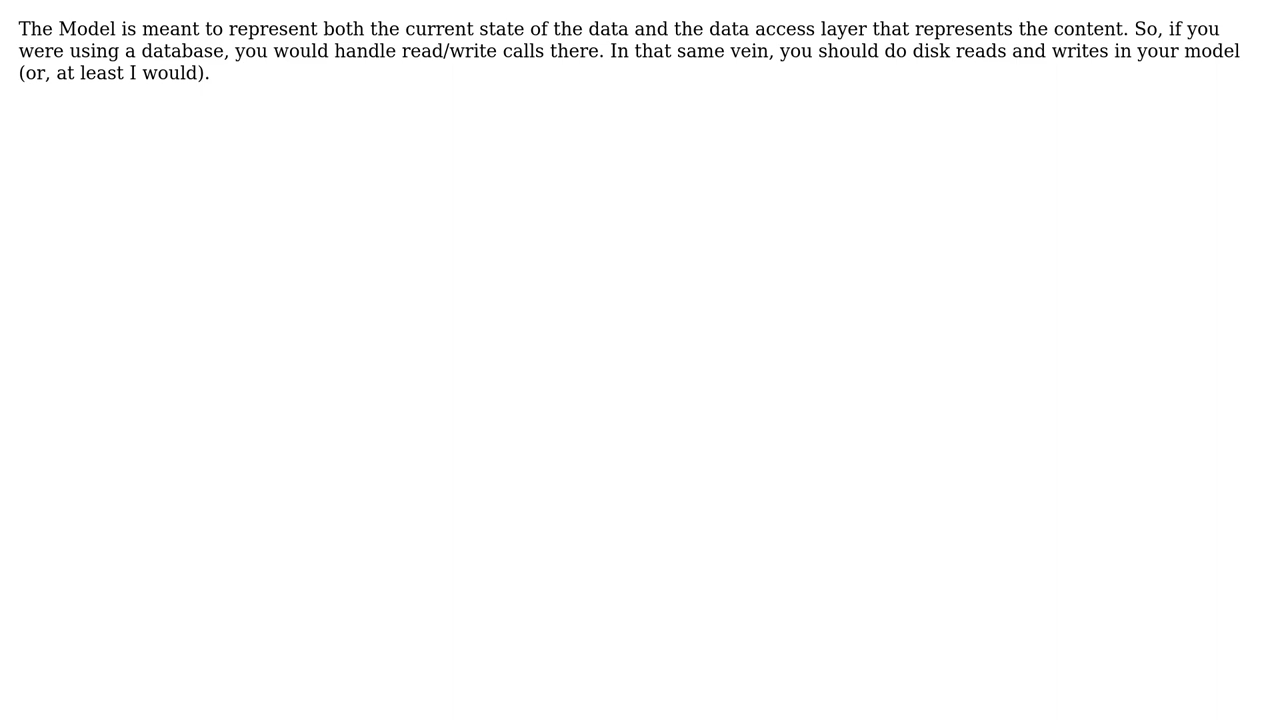 The Model is meant to represent both the current state of the data and the data access layer that represents the content. So, if you
were using a database, you would handle read/write calls there. In that same vein, you should do disk reads and writes in your model
(or, at least I would).